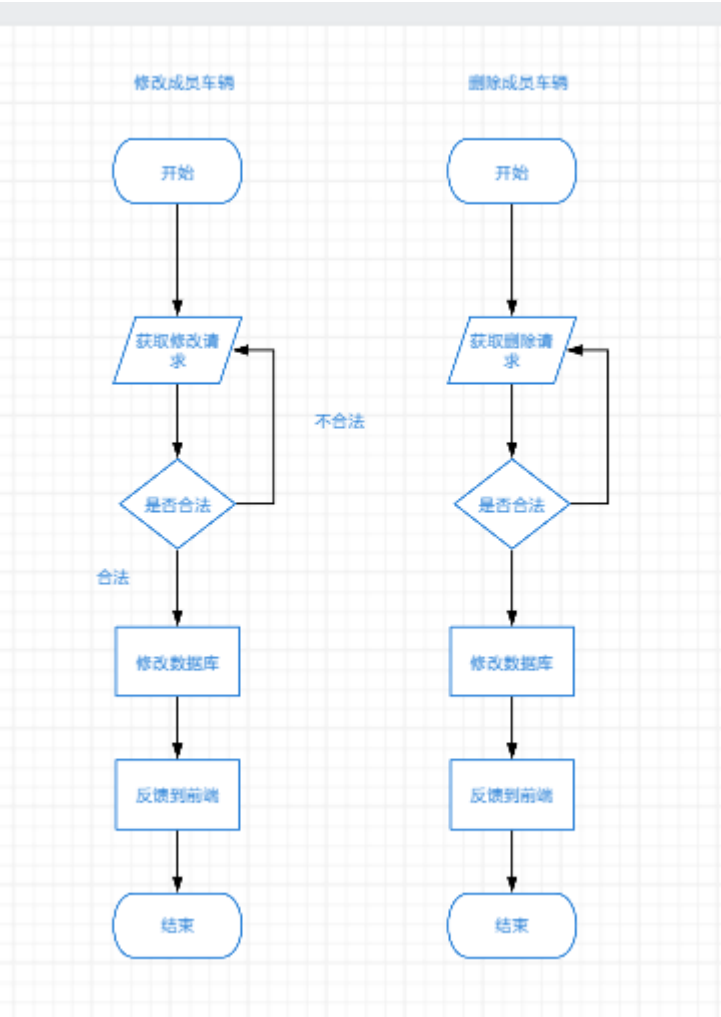 修改成员车辆
开始
获取修改请
求
不合法
是否合法
合法
修改数据库
反馈到前端
结束
删除成员车辆
开始
获取删除请
求
是否合法
修改数据库
反馈到前端
结束